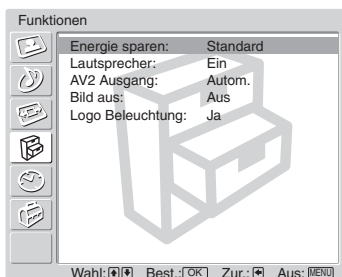 Funktionen
Energie sparen: Standard
Lautsprecher: Ein
AV2 Ausgang: Autom.
Bild aus: Aus
Logo Beleuchtung: Ja
Wahl: Best.: OK Zur.: Aus: MENU